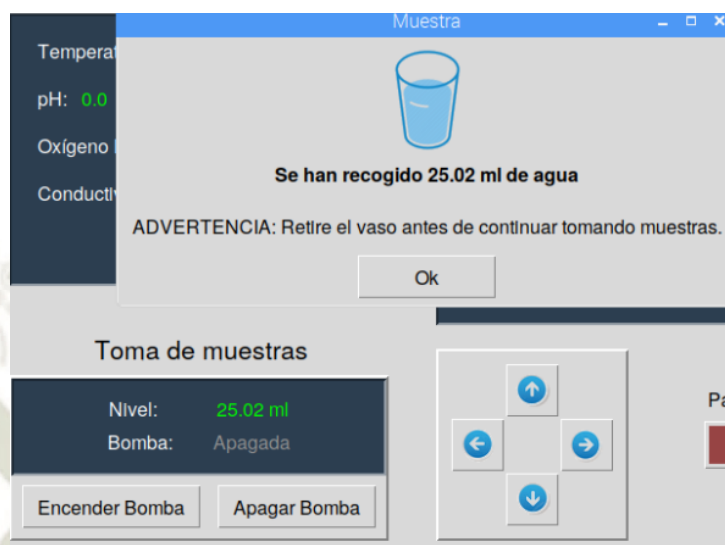 Muestra
Temperat
pH: 0.0
Oxígeno
Conductiv
Se han recogido 25.02 ml de agua
ADVERTENCIA: Retire el vaso antes de continuar tomando muestras.
Ok
Toma de muestras
Nivel: 25.02 ml
Bomba: Apagada
Encender Bomba
Apagar Bomba
Pa